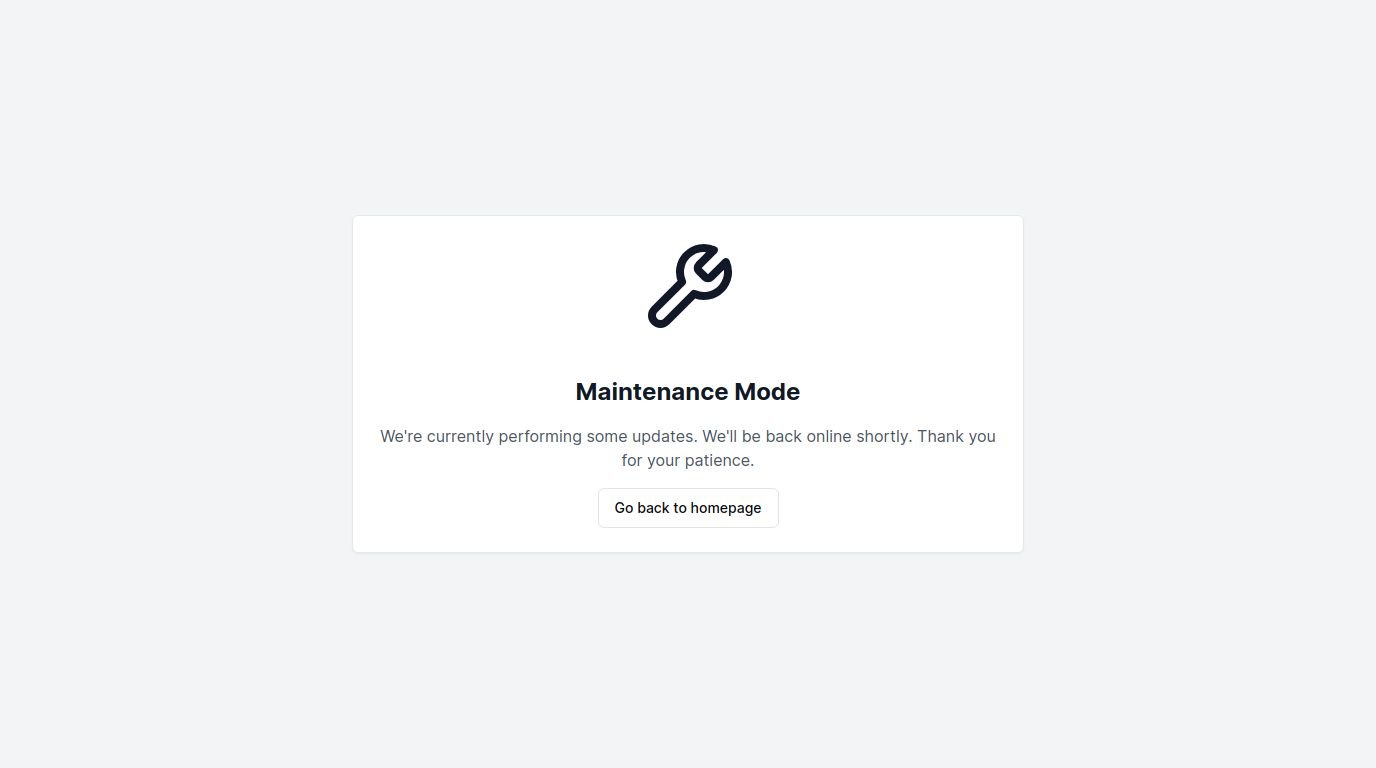 Maintenance Mode
We're currently performing some updates. We'll be back online shortly. Thank you
for your patience.
Go back to homepage